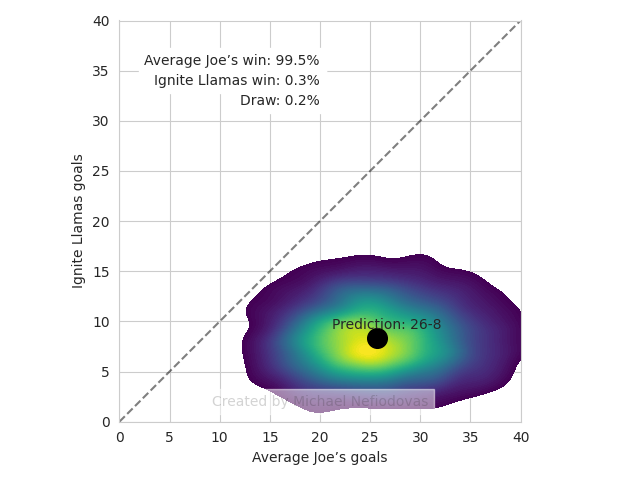 40
35
30
25
20
15
10
5
0
Ignite Llamas goals
Average Joe’s win: 99.5%
Ignite Llamas win: 0.3%
Draw: 0.2%
Prediction: 26-8
Created by Michael Nefiodovas
0 5 10 15 20 25 30 35 40
Average Joe’s goals